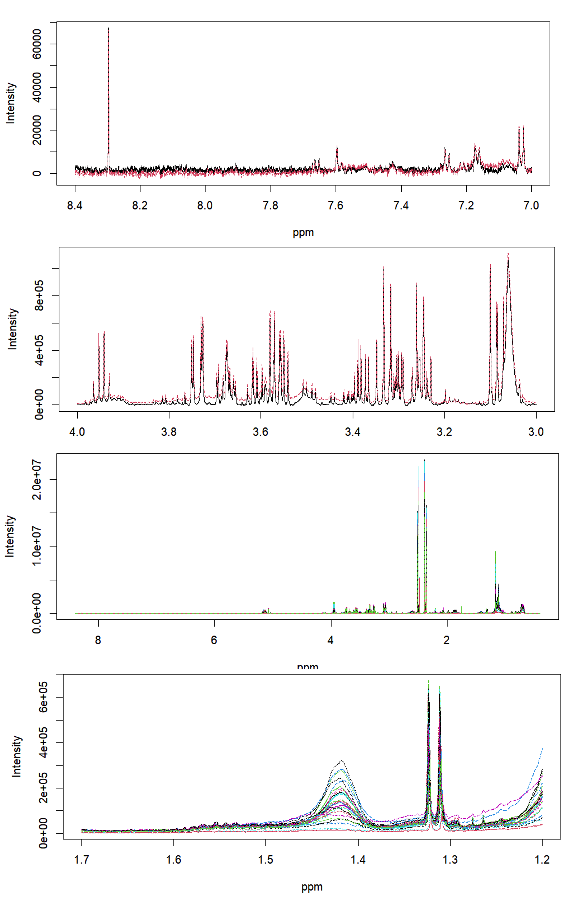 Intensity
0 20000 40000 60000
8.4 8.2 8.0 7.8 7.6 7.4 7.2 7.0
ppm
Intensity
0e+00 4e+05 8e+05
4.0 3.8 3.6 3.4 3.2 3.0
ppm
Intensity
0.0e+00 1.0e+07 2.0e+07
8 6 4 2
ppm
Intensity
0e+00 2e+05 4e+05 6e+05
1.7 1.6 1.5 1.4 1.3 1.2
ppm